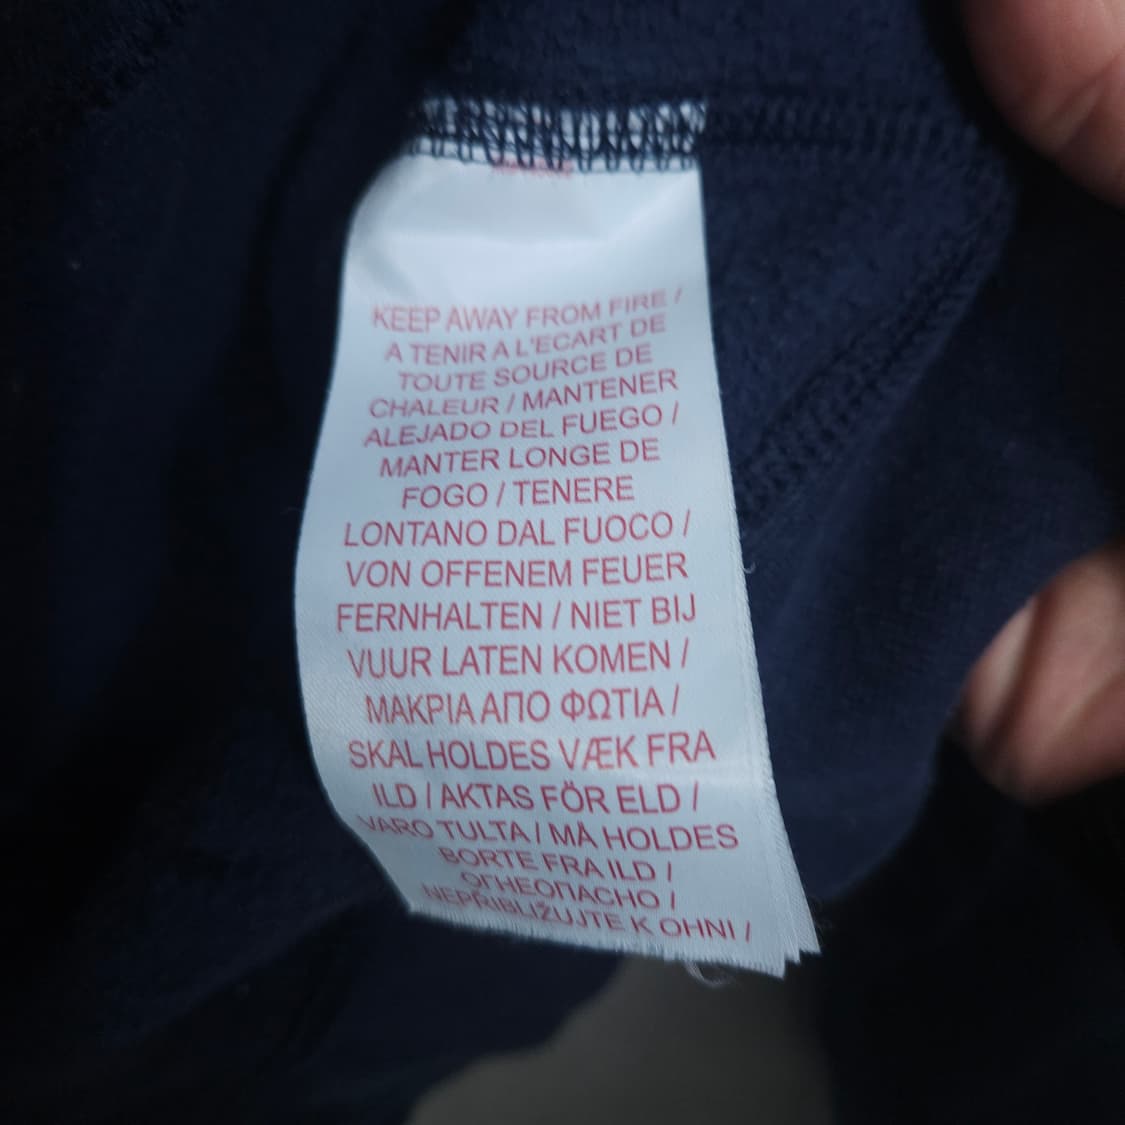 KEEP AWAY FROM FIRE /
A TENIR A L'ECART DE
TOUTE SOURCE DE
CHALEUR / MANTENER
ALEJADO DEL FUEGO /
MANTER LONGE DE
FOGO / TENERE
LONTANO DAL FUOCO /
VON OFFENEM FEUER
FERNHALTEN / NIET BIJ
VUUR LATEN KOMEN /
ΜΑΚΡΙΑ ΑΠΟ ΦΩΤΙΑ /
SKAL HOLDES VÆK FRA
ILD / AKTAS FÖR ELD /
VARO TULTA / MÅ HOLDES
BORTE FRA ILD /
ОГНЕОПАСНО /
NEPŘIBLIŽUJTE K OHNI /